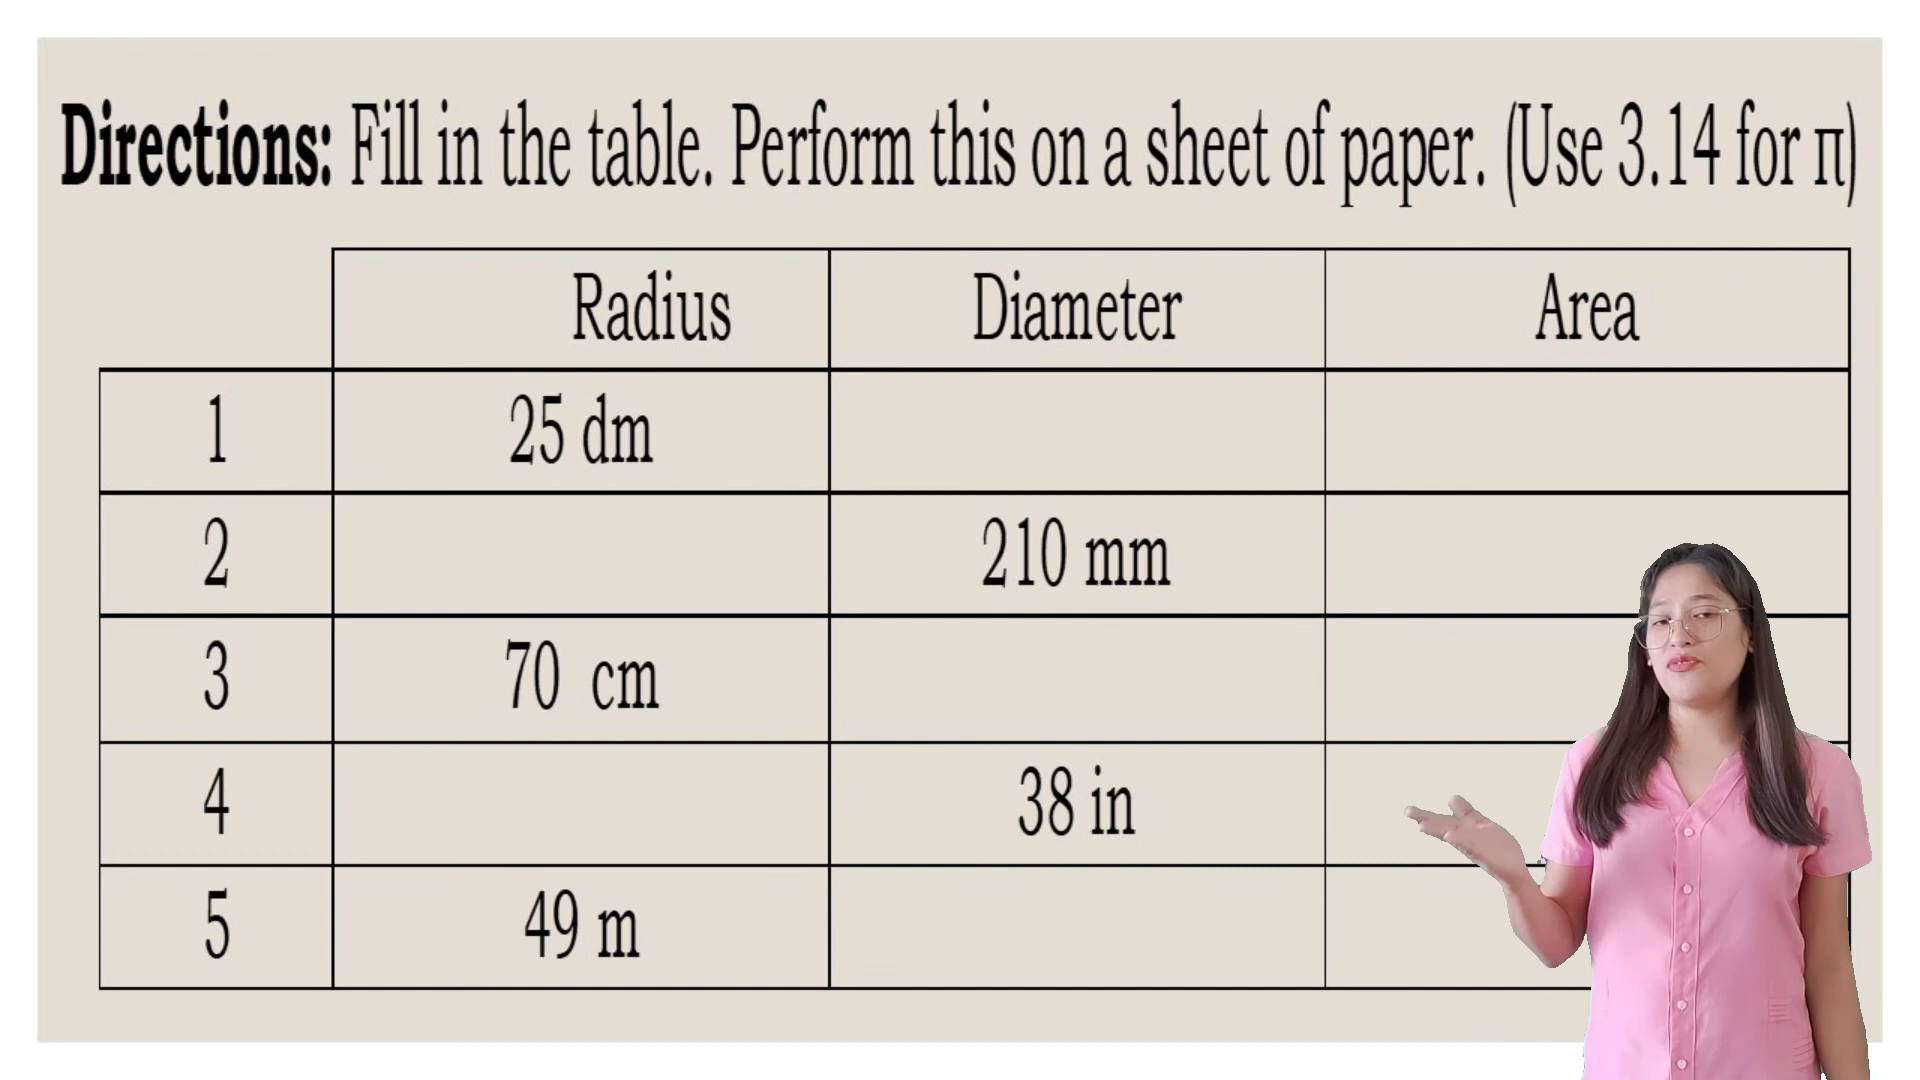 Directions: Fill in the table. Perform this on a sheet of paper. (Use 3.14 for π)
Radius Diameter Area
1 25 dm
2 210 mm
3 70 cm
4 38 in
5 49 m